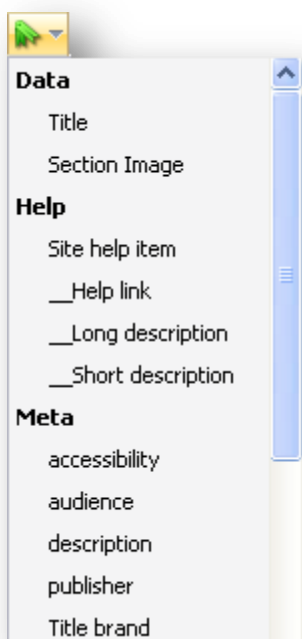 Data
Title
Section Image
Help
Site help item
__Help link
__Long description
__Short description
Meta
accessibility
audience
description
publisher
Title brand